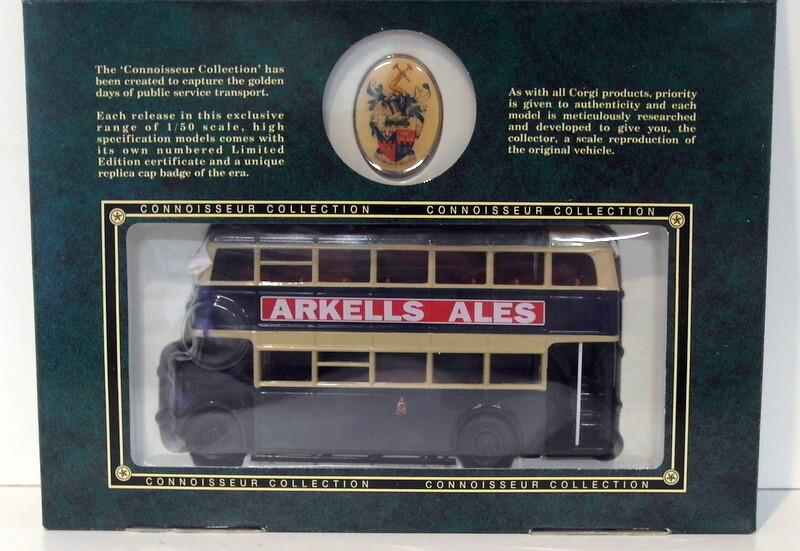 The 'Connoisseur Collection' has
been created to capture the golden
days of public service transport.
Each release in this exclusive
range of 1/50 scale, high
specification models comes with
its own numbered Limited
Edition certificate and a unique
replica cap badge of the era.
As with all Corgi products, priority
is given to authenticity and each
model is meticulously researched
and developed to give you, the
collector, a scale reproduction of
the original vehicle.
CONNOISSEUR COLLECTION CONNOISSEUR COLLECTION
ARKELLS ALES
CONNOISSEUR COLLECTION CONNOISSEUR COLLECTION